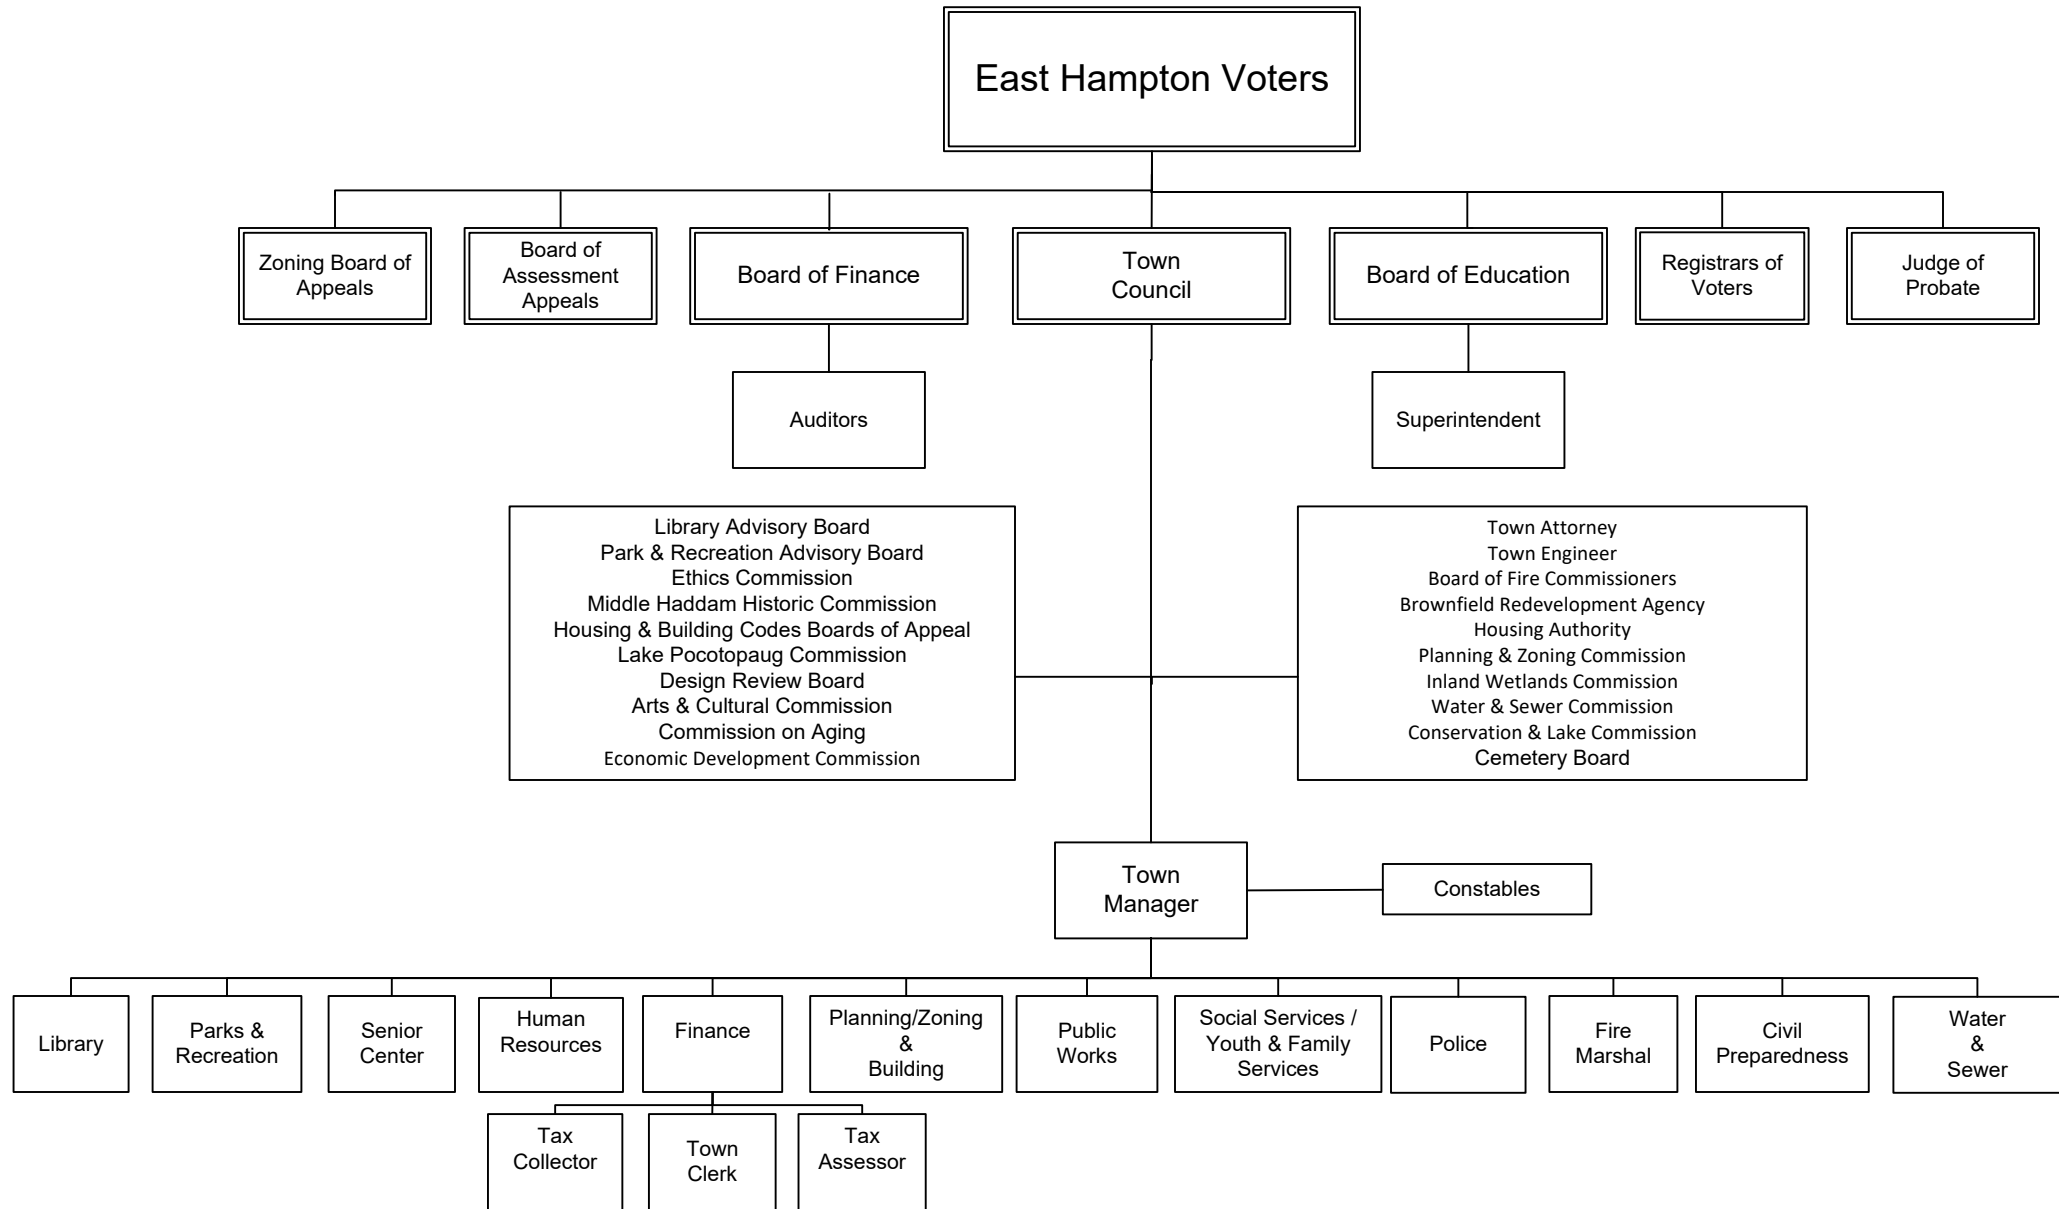 East Hampton Voters
Zoning Board of
Appeals
Board of
Assessment
Appeals
Board of Finance
Town
Council
Board of Education
Registrars of
Voters
Judge of
Probate
Auditors
Superintendent
Library Advisory Board
Park & Recreation Advisory Board
Ethics Commission
Middle Haddam Historic Commission
Housing & Building Codes Boards of Appeal
Lake Pocotopaug Commission
Design Review Board
Arts & Cultural Commission
Commission on Aging
Economic Development Commission
Town Attorney
Town Engineer
Board of Fire Commissioners
Brownfield Redevelopment Agency
Housing Authority
Planning & Zoning Commission
Inland Wetlands Commission
Water & Sewer Commission
Conservation & Lake Commission
Cemetery Board
Town
Manager
Constables
Library
Parks &
Recreation
Senior
Center
Human
Resources
Finance
Planning/Zoning
&
Building
Public
Works
Social Services /
Youth & Family
Services
Police
Fire
Marshal
Civil
Preparedness
Water
&
Sewer
Tax
Collector
Town
Clerk
Tax
Assessor